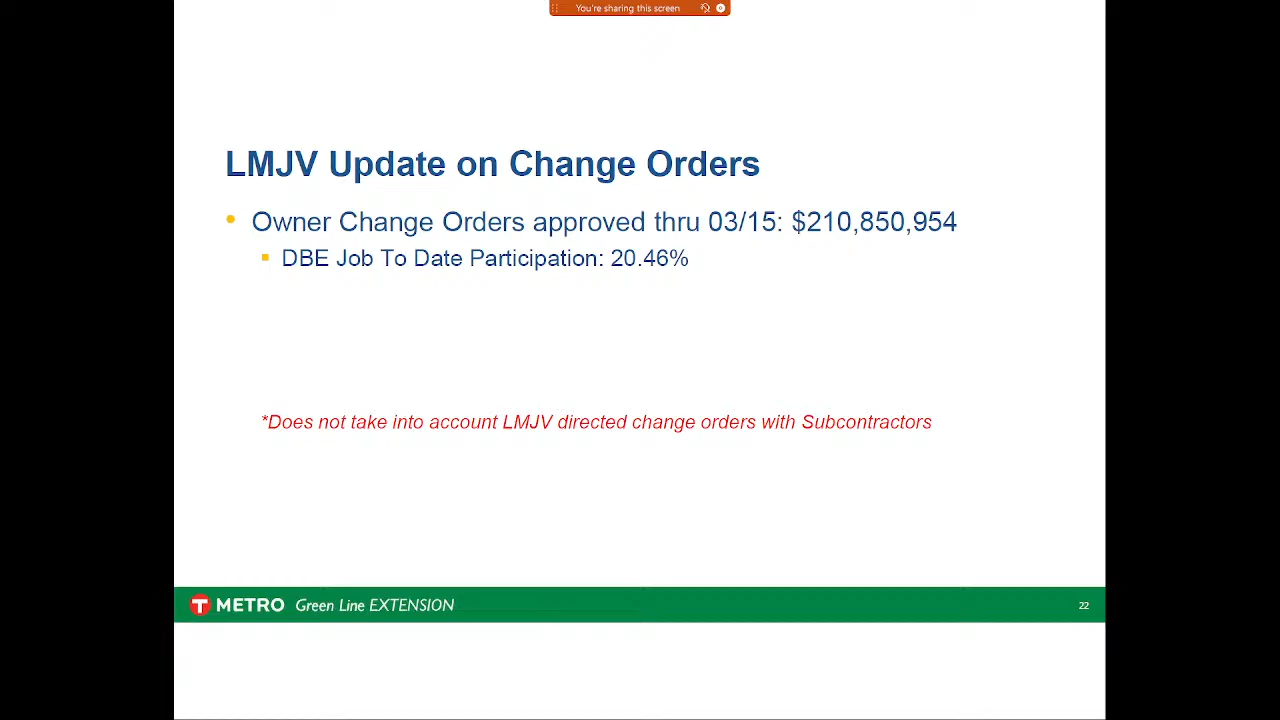 You're sharing this screen
LMJV Update on Change Orders
• Owner Change Orders approved thru 03/15: $210,850,954
▪ DBE Job To Date Participation: 20.46%
*Does not take into account LMJV directed change orders with Subcontractors
T METRO Green Line EXTENSION
22